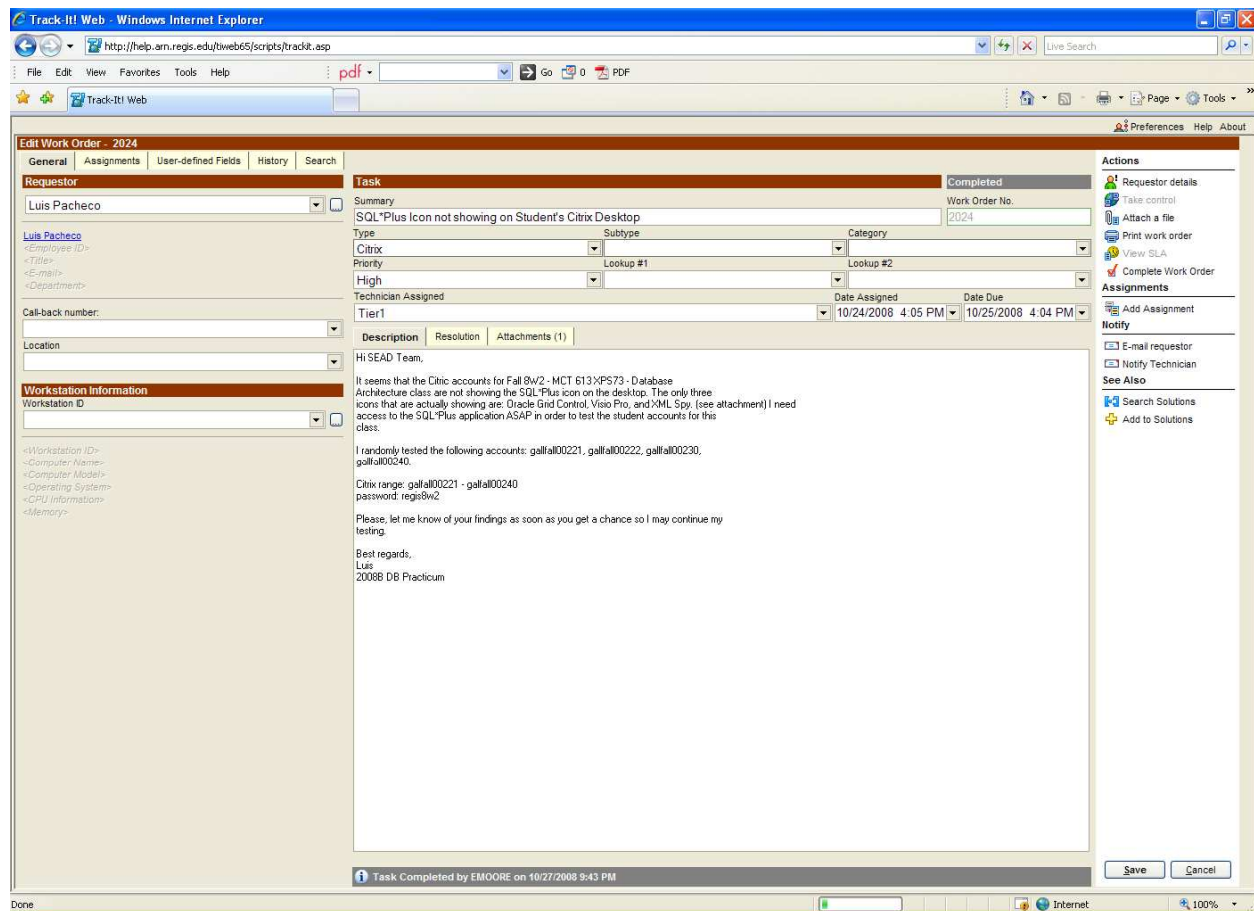 Track-It! Web - Windows Internet Explorer
http://help.arn.regis.edu/tiweb65/scripts/trackit.asp
Live Search
File Edit View Favorites Tools Help
pdf Go 0 PDF
Track-It! Web
Page Tools »
Preferences Help About
Edit Work Order - 2024
General Assignments User-defined Fields History Search
Requestor
Luis Pacheco
Luis Pacheco
<Employee ID>
<Title>
<E-mail>
<Department>
Call-back number:
Location
Workstation Information
Workstation ID
<Workstation ID>
<Computer Name>
<Computer Model>
<Operating System>
<CPU Information>
<Memory>
Task Completed
Summary Work Order No.
SQL*Plus Icon not showing on Student's Citrix Desktop 2024
Type Subtype Category
Citrix
Priority Lookup #1 Lookup #2
High
Technician Assigned Date Assigned Date Due
Tier1 10/24/2008 4:05 PM 10/25/2008 4:04 PM
Description Resolution Attachments (1)
Hi SEAD Team,
It seems that the Citric accounts for Fall 8W2 - MCT 613 XPS73 - Database
Architecture class are not showing the SQL*Plus icon on the desktop. The only three
icons that are actually showing are: Oracle Grid Control, Visio Pro, and XML Spy. (see attachment) I need
access to the SQL*Plus application ASAP in order to test the student accounts for this
class.
I randomly tested the following accounts: gallfall00221, gallfall00222, gallfall00230,
gollfall00240.
Citrix range: galfall00221 - galfall00240
password: regis8w2
Please, let me know of your findings as soon as you get a chance so I may continue my
testing.
Best regards,
Luis
2008B DB Practicum
Task Completed by EMOORE on 10/27/2008 9:43 PM
Actions
Requestor details
Take control
Attach a file
Print work order
View SLA
Complete Work Order
Assignments
Add Assignment
Notify
E-mail requestor
Notify Technician
See Also
Search Solutions
Add to Solutions
Save Cancel
Done Internet 100%